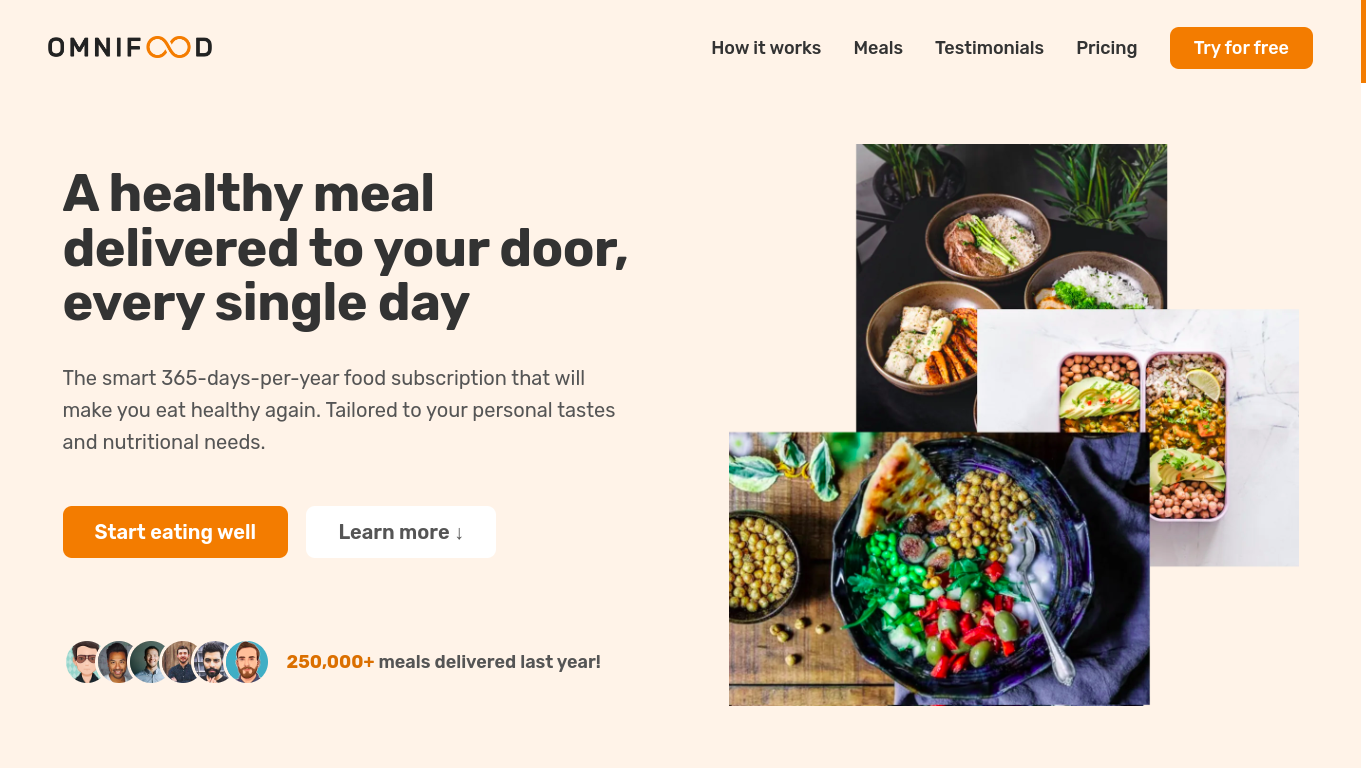 OMNIFOOD
How it works
Meals
Testimonials
Pricing
Try for free
A healthy meal
delivered to your door,
every single day
The smart 365-days-per-year food subscription that will
make you eat healthy again. Tailored to your personal tastes
and nutritional needs.
Start eating well
Learn more ↓
250,000+ meals delivered last year!